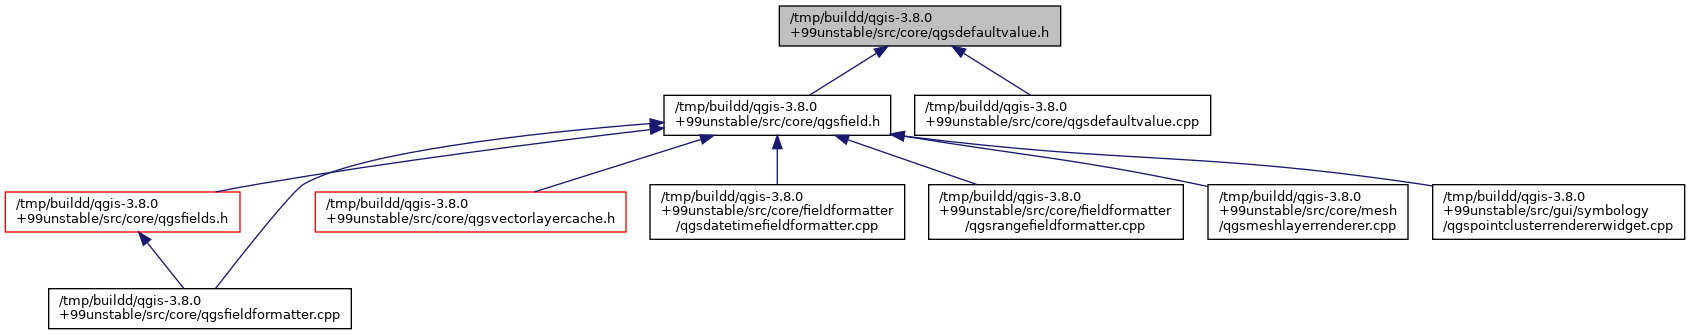 /tmp/buildd/qgis-3.8.0
+99unstable/src/core/qgsdefaultvalue.h
/tmp/buildd/qgis-3.8.0
+99unstable/src/core/qgsfield.h
/tmp/buildd/qgis-3.8.0
+99unstable/src/core/qgsdefaultvalue.cpp
/tmp/buildd/qgis-3.8.0
+99unstable/src/core/qgsfields.h
/tmp/buildd/qgis-3.8.0
+99unstable/src/core/qgsvectorlayercache.h
/tmp/buildd/qgis-3.8.0
+99unstable/src/core/fieldformatter
/qgsdatetimefieldformatter.cpp
/tmp/buildd/qgis-3.8.0
+99unstable/src/core/fieldformatter
/qgsrangefieldformatter.cpp
/tmp/buildd/qgis-3.8.0
+99unstable/src/core/mesh
/qgsmeshlayerrenderer.cpp
/tmp/buildd/qgis-3.8.0
+99unstable/src/gui/symbology
/qgspointclusterrendererwidget.cpp
/tmp/buildd/qgis-3.8.0
+99unstable/src/core/qgsfieldformatter.cpp